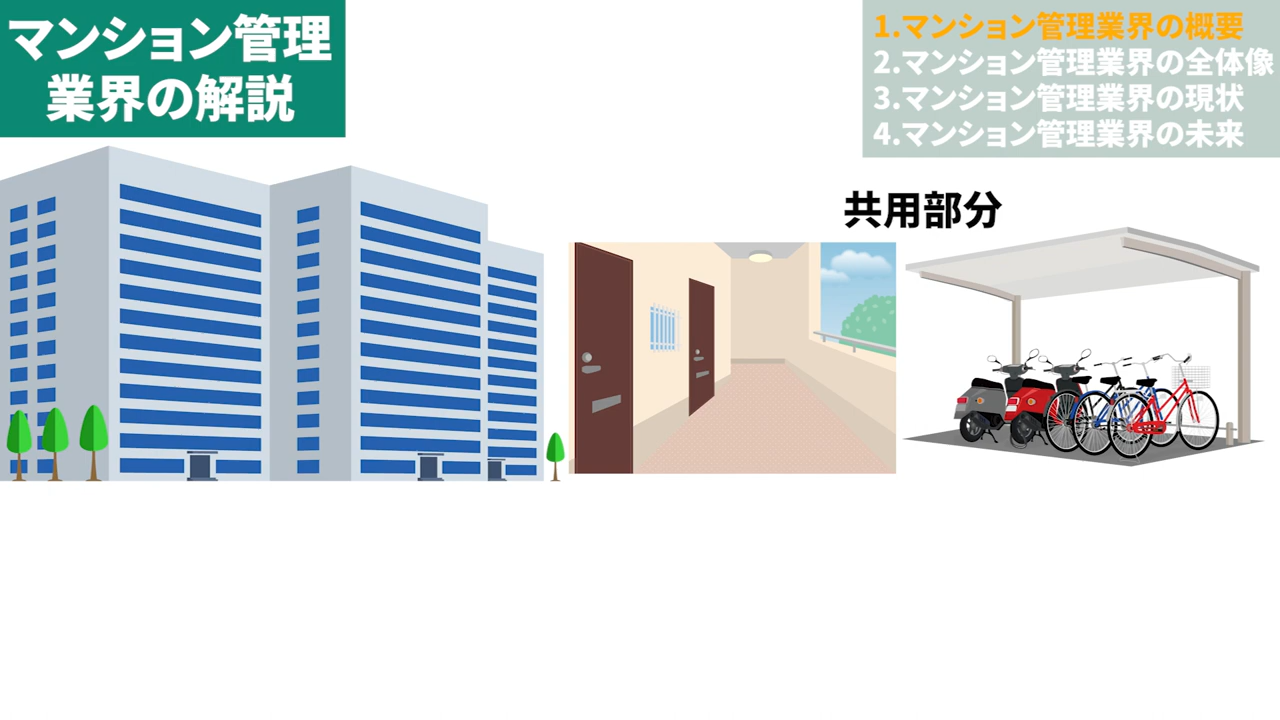 マンション管理
業界の解説
1.マンション管理業界の概要
2.マンション管理業界の全体像
3.マンション管理業界の現状
4.マンション管理業界の未来
共用部分